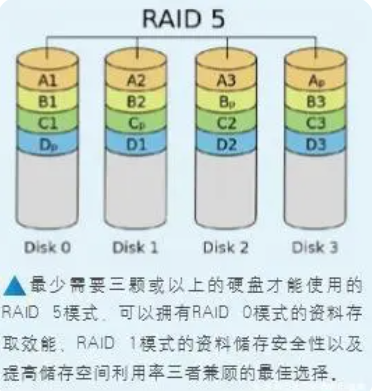 RAID 5
A1 A2 A3 Ap
B1 B2 Bp B3
C1 Cp C2 C3
Dp D1 D2 D3
Disk 0 Disk 1 Disk 2 Disk 3
▲最少需要三颗或以上的硬盘才能使用的
RAID 5模式，可以拥有RAID 0模式的资料存
取效能、RAID 1模式的资料储存安全性以及
提高储存空间利用率三者兼顾的最佳选择。